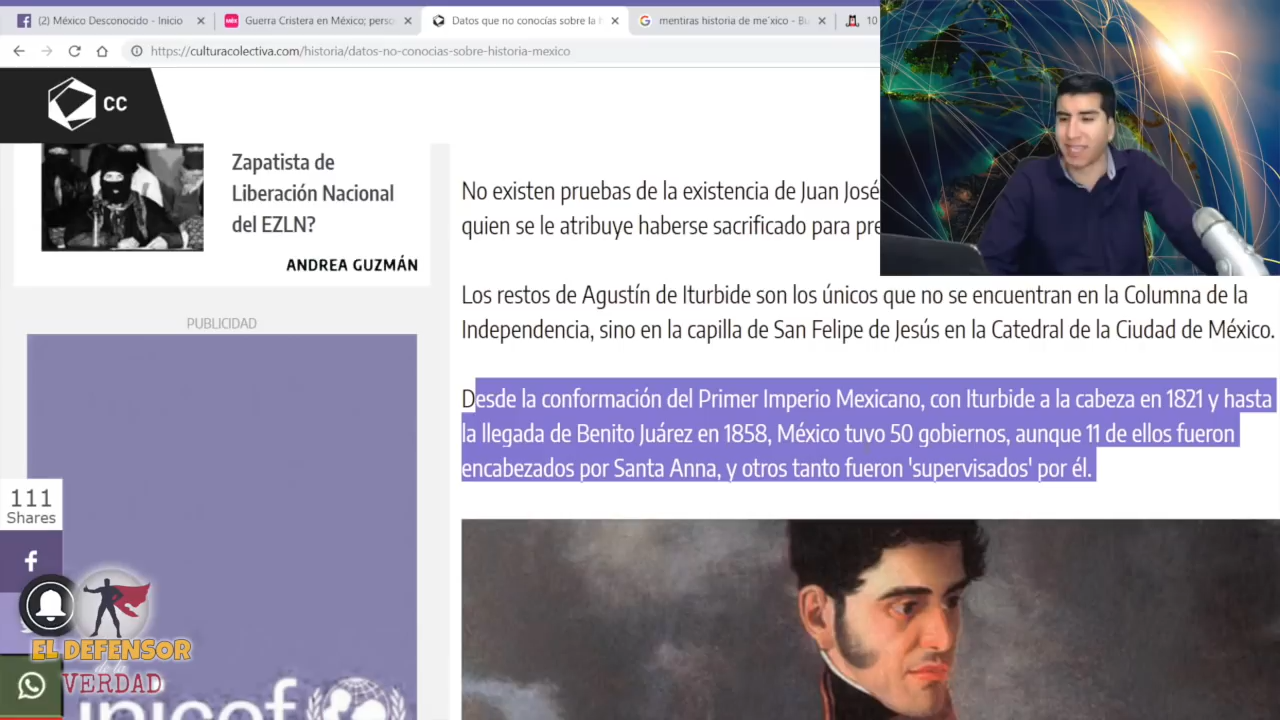 (2) México Desconocido - Inicio
Guerra Cristera en México; perso
Datos que no conocías sobre la h
mentiras historia de me´xico - Bu
10
https://culturacolectiva.com/historia/datos-no-conocias-sobre-historia-mexico
CC
Zapatista de
Liberación Nacional
del EZLN?
ANDREA GUZMÁN
PUBLICIDAD
No existen pruebas de la existencia de Juan José
quien se le atribuye haberse sacrificado para pre
Los restos de Agustín de Iturbide son los únicos que no se encuentran en la Columna de la
Independencia, sino en la capilla de San Felipe de Jesús en la Catedral de la Ciudad de México.
Desde la conformación del Primer Imperio Mexicano, con Iturbide a la cabeza en 1821 y hasta
la llegada de Benito Juárez en 1858, México tuvo 50 gobiernos, aunque 11 de ellos fueron
encabezados por Santa Anna, y otros tanto fueron 'supervisados' por él.
111
Shares
EL DEFENSOR
de la
VERDAD
unicef